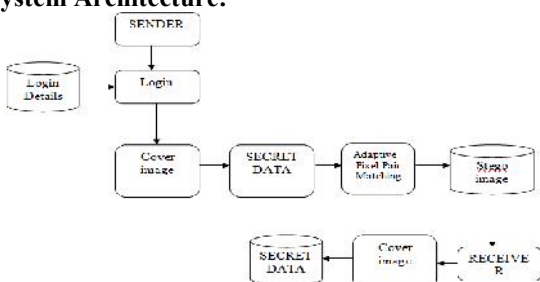 ystem Architecture:
SENDER
Login
Details
Login
Cover
image
SECRET
DATA
Adaptive
Pixel Pair
Matching
Stego
image
SECRET
DATA
Cover
image
RECEIVE
R